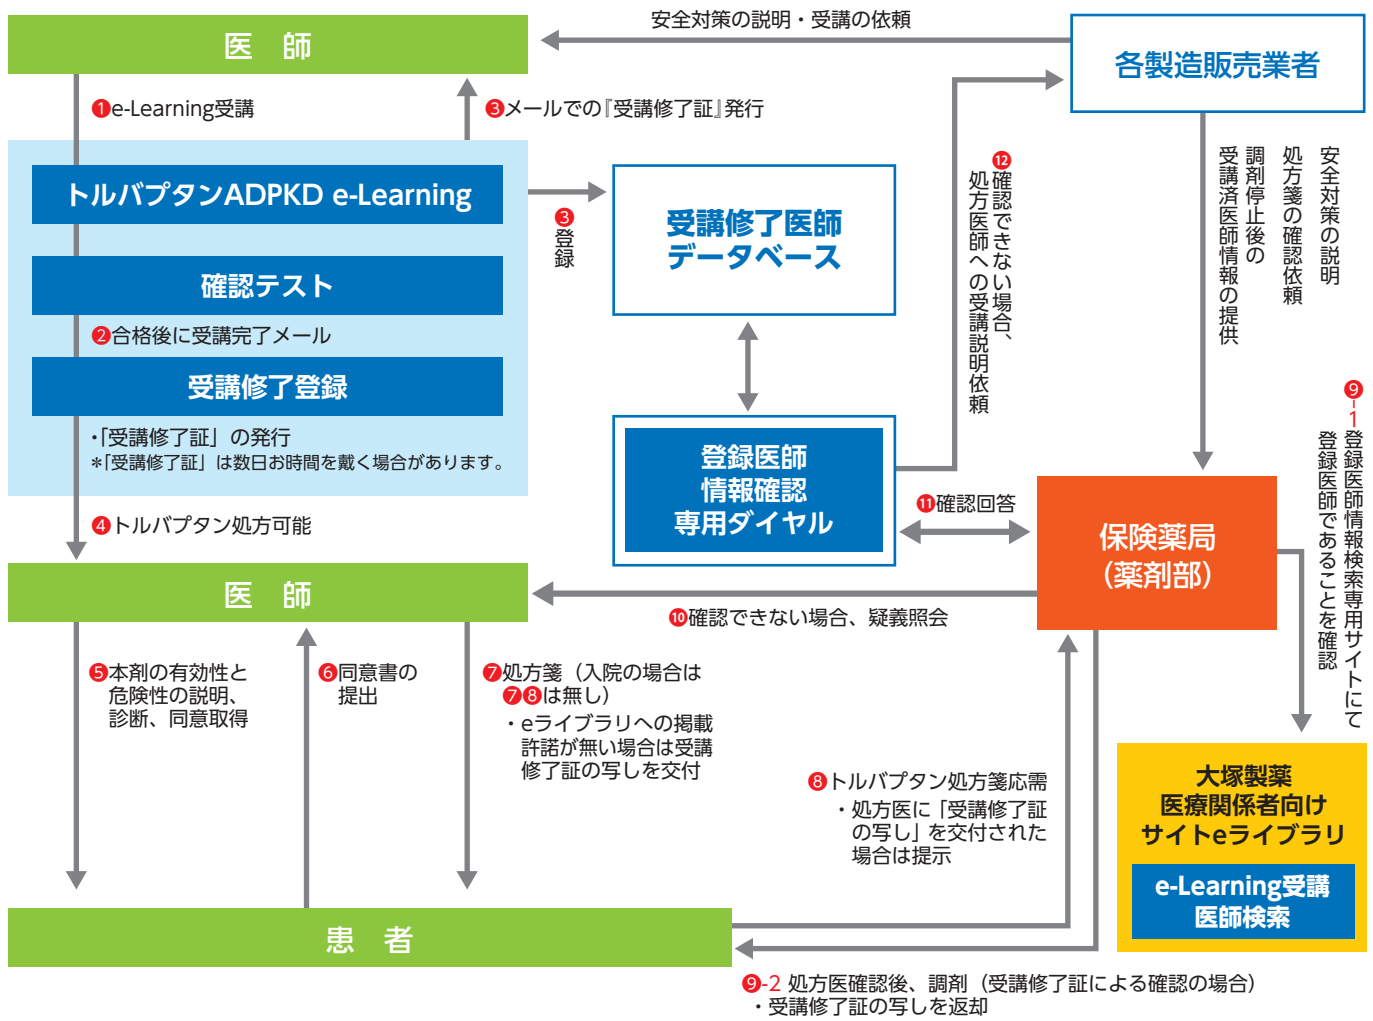 医 師
安全対策の説明・受講の依頼
各製造販売業者
❶e-Learning受講
❸メールでの『受講修了証』発行
トルバプタンADPKD e-Learning
❸登録
受講修了医師
データベース
確認テスト
❷合格後に受講完了メール
受講修了登録
・「受講修了証」の発行
＊「受講修了証」は数日お時間を戴く場合があります。
❹トルバプタン処方可能
登録医師
情報確認
専用ダイヤル
⓬確認できない場合、
処方医師への受講説明依頼
安全対策の説明
処方箋の確認依頼
調剤停止後の
受講済医師情報の提供
⓫確認回答
保険薬局
（薬剤部）
❾-1登録医師情報検索専用サイトにて
登録医師であることを確認
医 師
❿確認できない場合、疑義照会
❺本剤の有効性と
危険性の説明、
診断、同意取得
❻同意書の
提出
❼処方箋（入院の場合は
❼❽は無し）
・eライブラリへの掲載
許諾が無い場合は受講
修了証の写しを交付
❽トルバプタン処方箋応需
・処方医に「受講修了証
の写し」を交付された
場合は提示
大塚製薬
医療関係者向け
サイトeライブラリ
e-Learning受講
医師検索
患 者
❾-2 処方医確認後、調剤（受講修了証による確認の場合）
・受講修了証の写しを返却